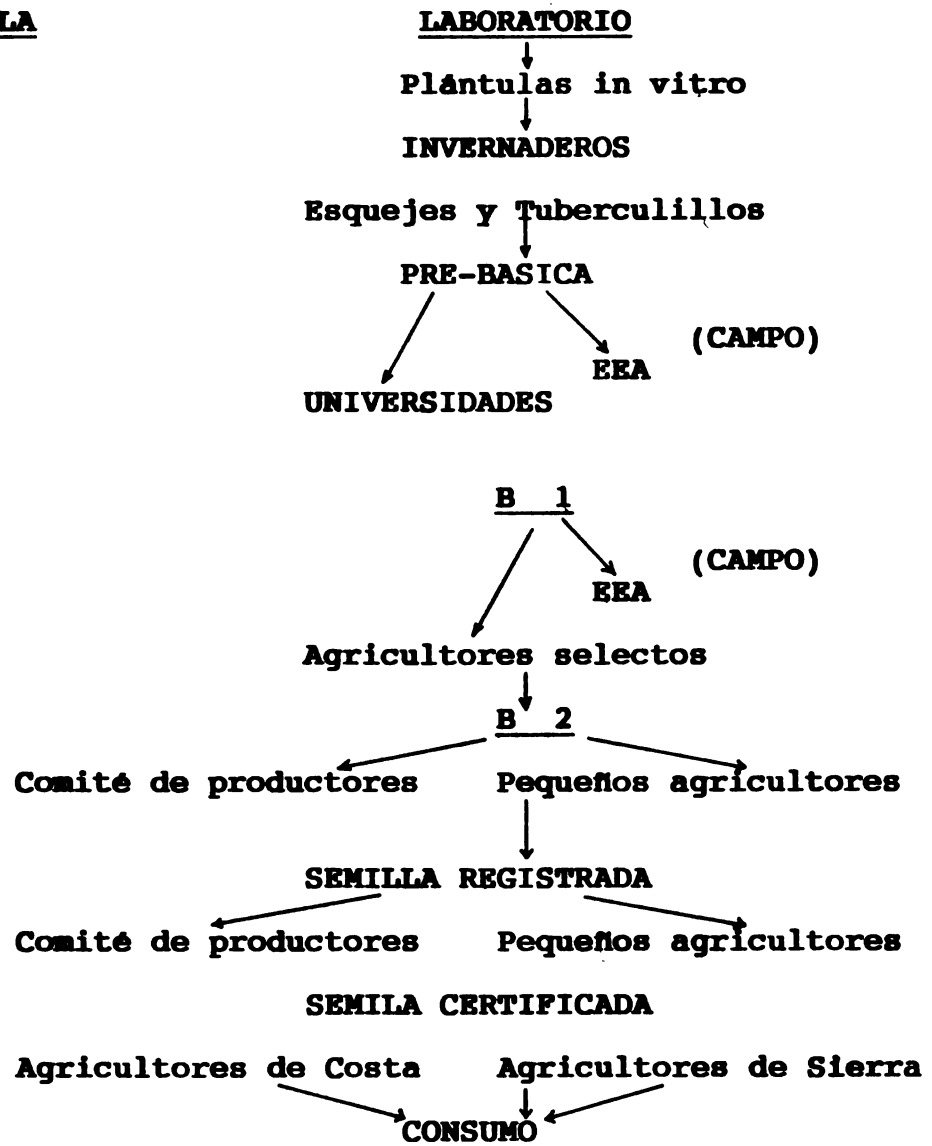 LA LABORATORIO
Plántulas in vitro
INVERNADEROS
Esquejes y Tuberculillos
PRE-BASICA
(CAMPO)
EEA
UNIVERSIDADES
B 1
(CAMPO)
EEA
Agricultores selectos
B 2
Comité de productores Pequeños agricultores
SEMILLA REGISTRADA
Comité de productores Pequeños agricultores
SEMILA CERTIFICADA
Agricultores de Costa Agricultores de Sierra
CONSUMO